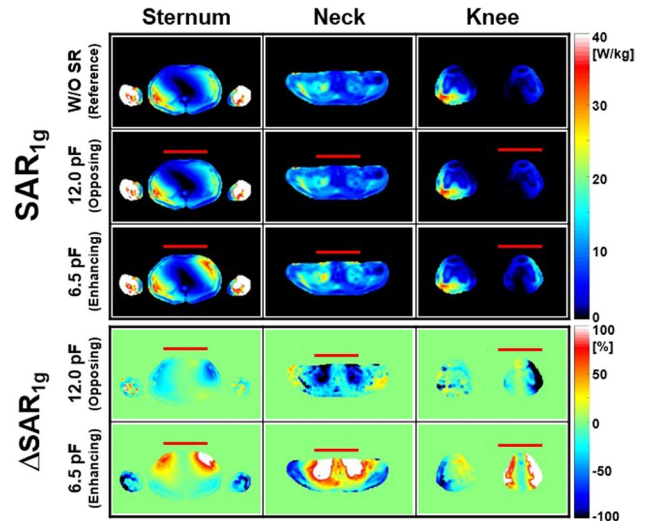 Sternum Neck Knee
SAR1g
W/O SR
(Reference)
40
[W/kg]
30
12.0 pF
(Opposing)
20
6.5 pF
(Enhancing)
10
0
ΔSAR1g
12.0 pF
(Opposing)
100
[%]
50
0
6.5 pF
(Enhancing)
-50
-100